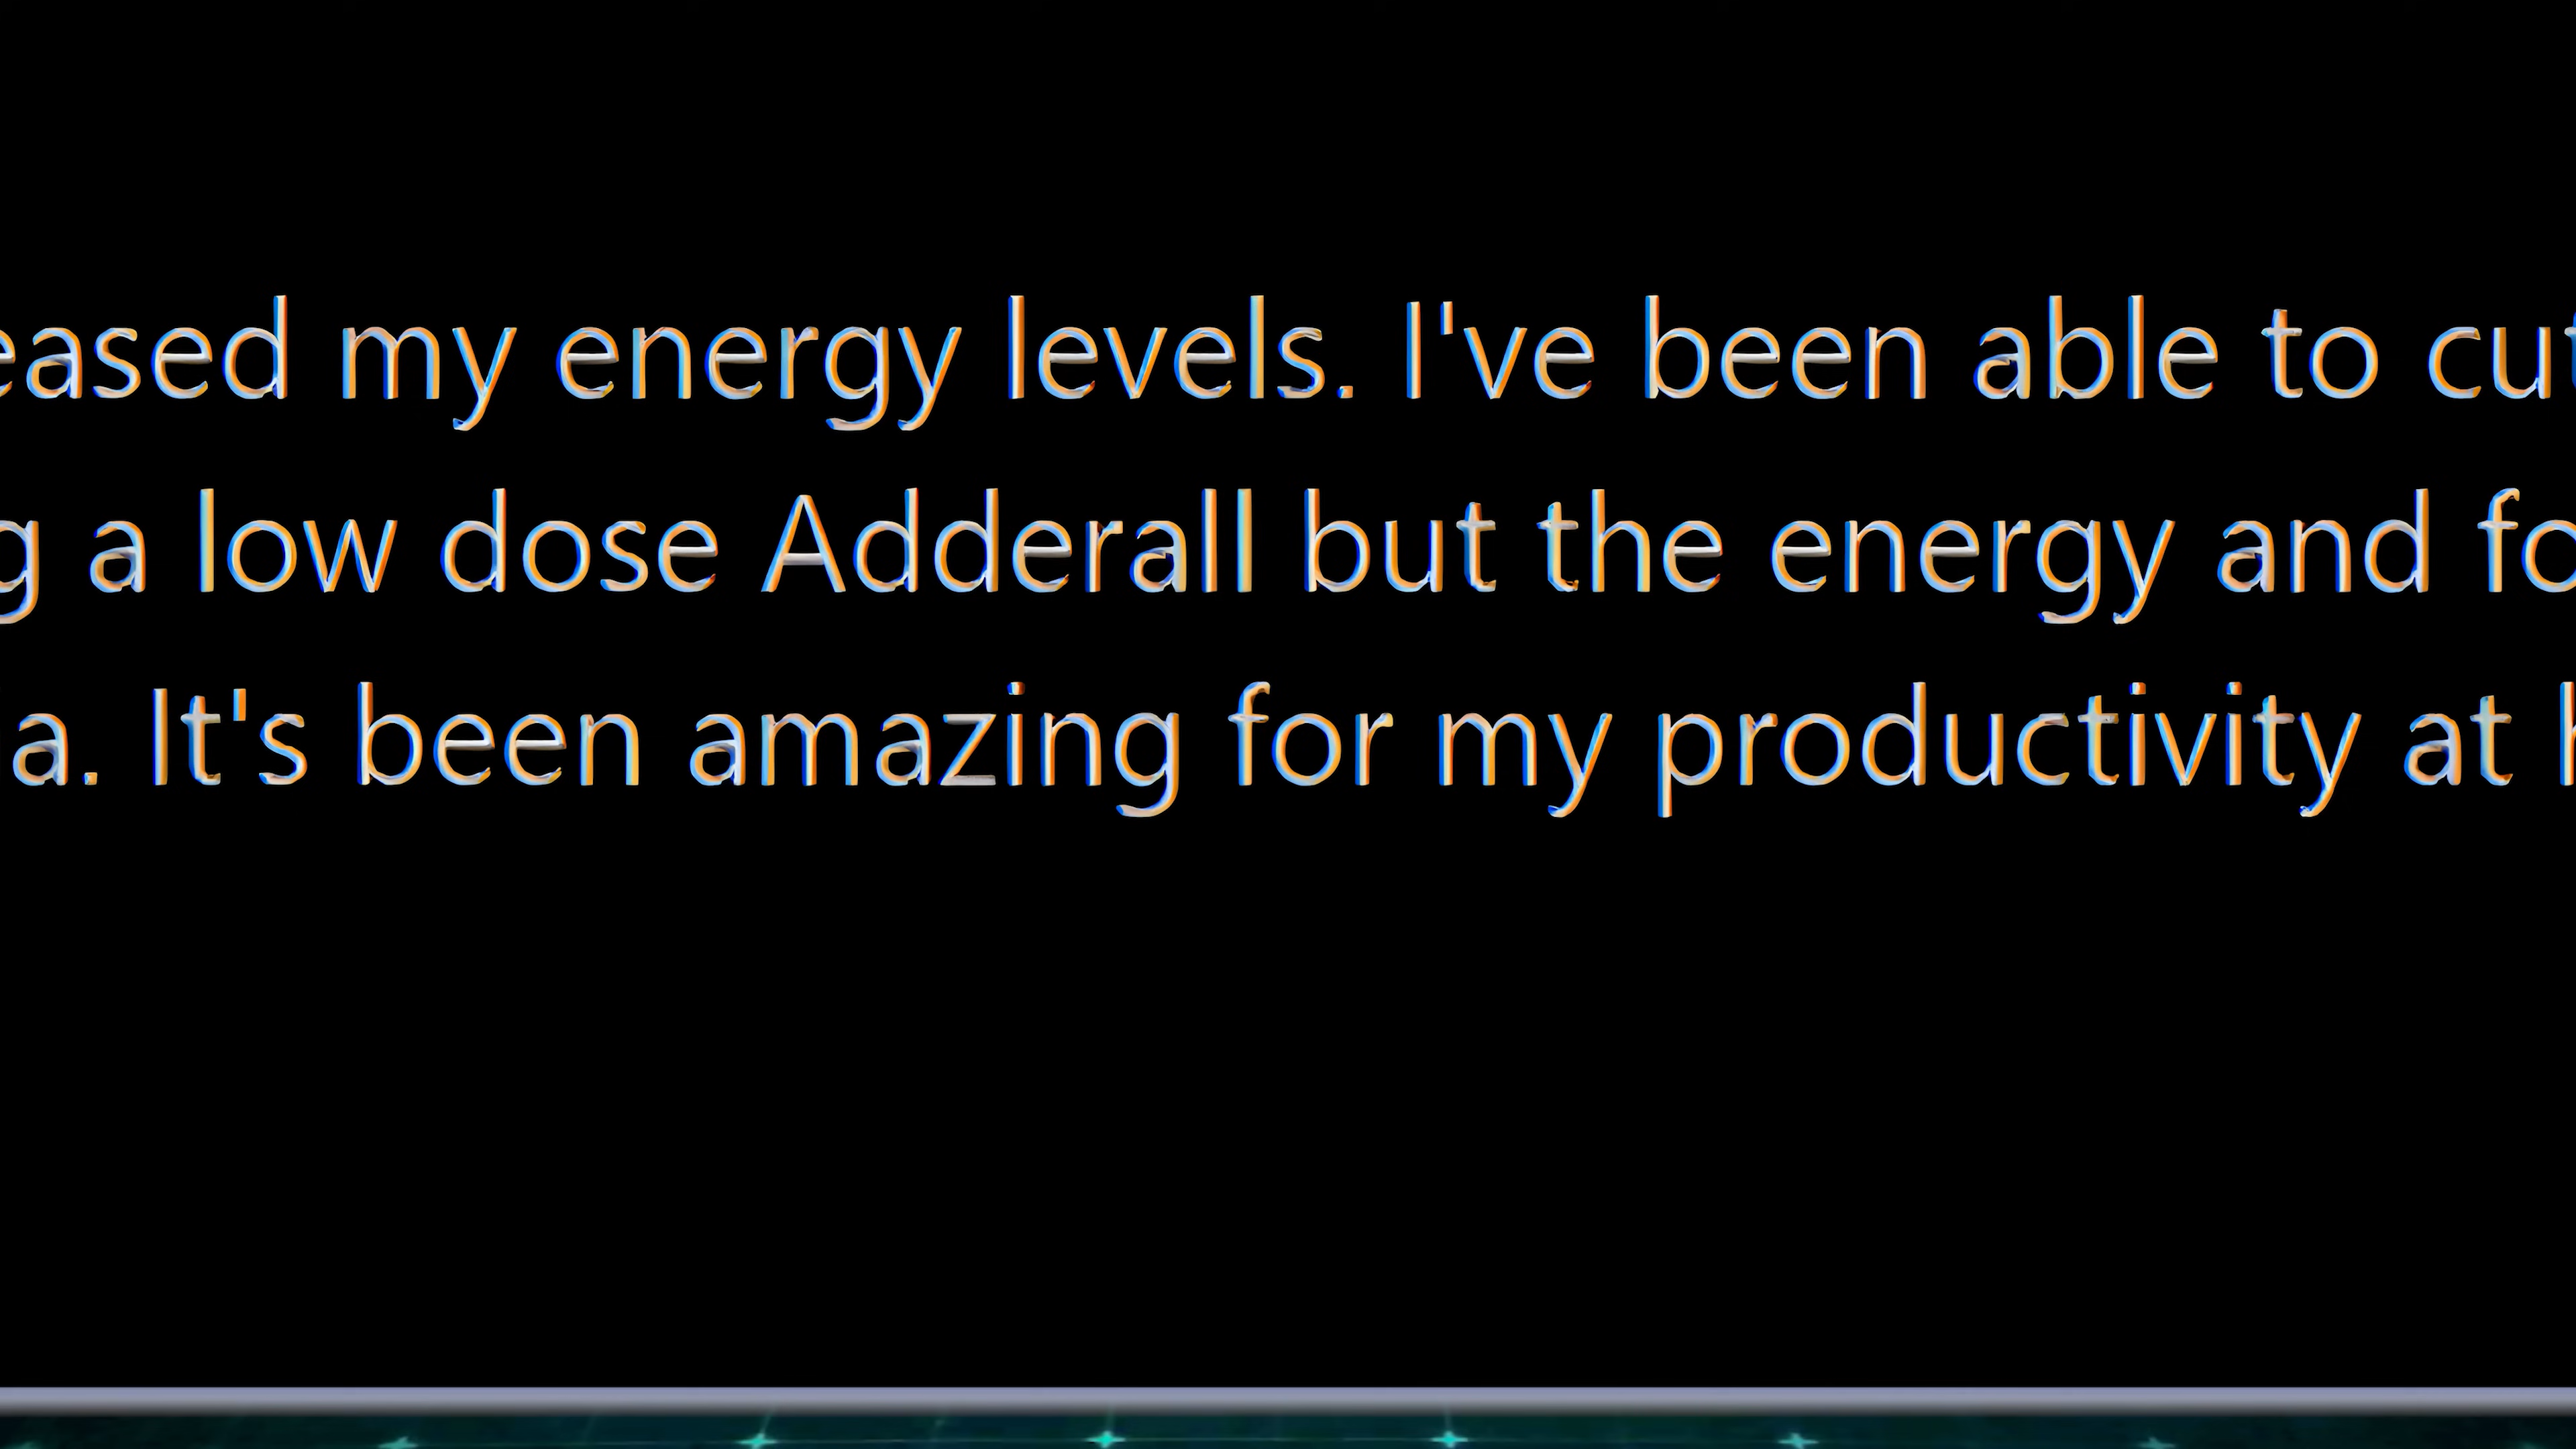 eased my energy levels. I've been able to cut
g a low dose Adderall but the energy and fo
a. It's been amazing for my productivity at h